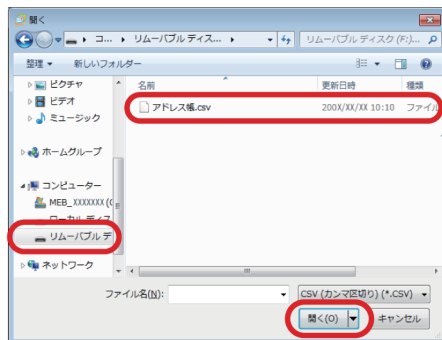 開く
コ... リムーバブル ディス... リムーバブル ディスク (F:)...
整理 新しいフォルダー
ピクチャ
ビデオ
ミュージック
ホームグループ
コンピューター
MEB_XXXXXXX (C
ローカル ディス
リムーバブル デ
ネットワーク
名前 更新日時 種類
アドレス帳.csv 200X/XX/XX 10:10 ファイル
ファイル名(N): CSV (カンマ区切り) (*.CSV)
開く(O) キャンセル